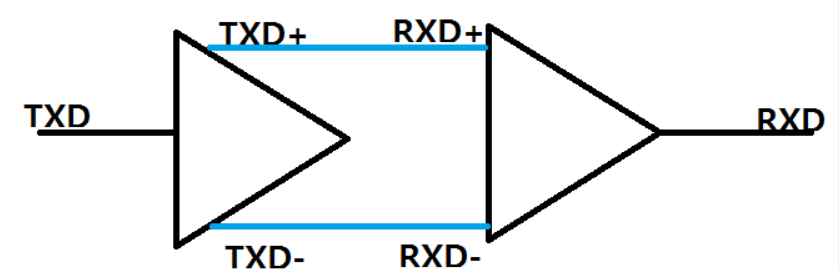 TXD+ RXD+
TXD RXD
TXD- RXD-